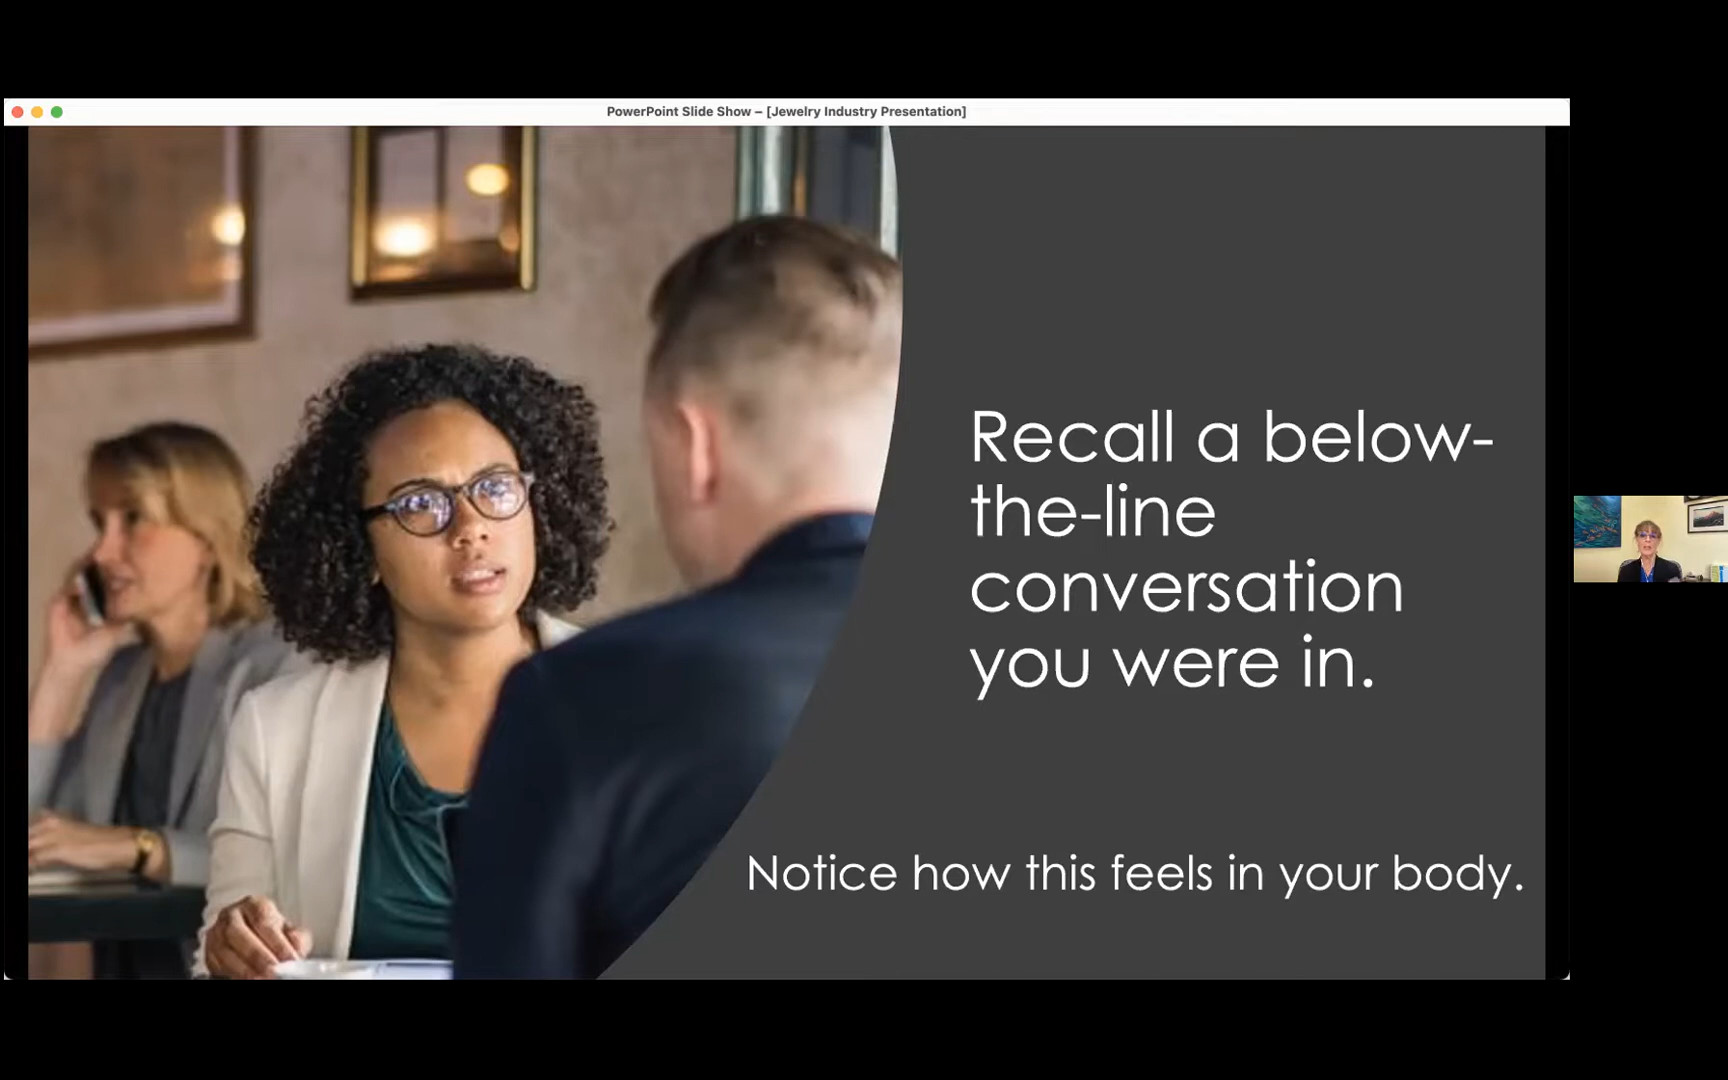 PowerPoint Slide Show – [Jewelry Industry Presentation]
Recall a below-
the-line
conversation
you were in.
Notice how this feels in your body.